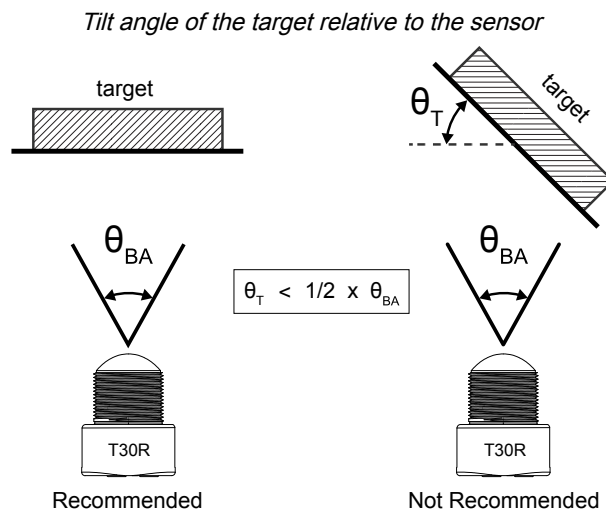 Tilt angle of the target relative to the sensor
target
target
θT
θBA
θBA
θT < 1/2 x θBA
T30R
T30R
Recommended
Not Recommended